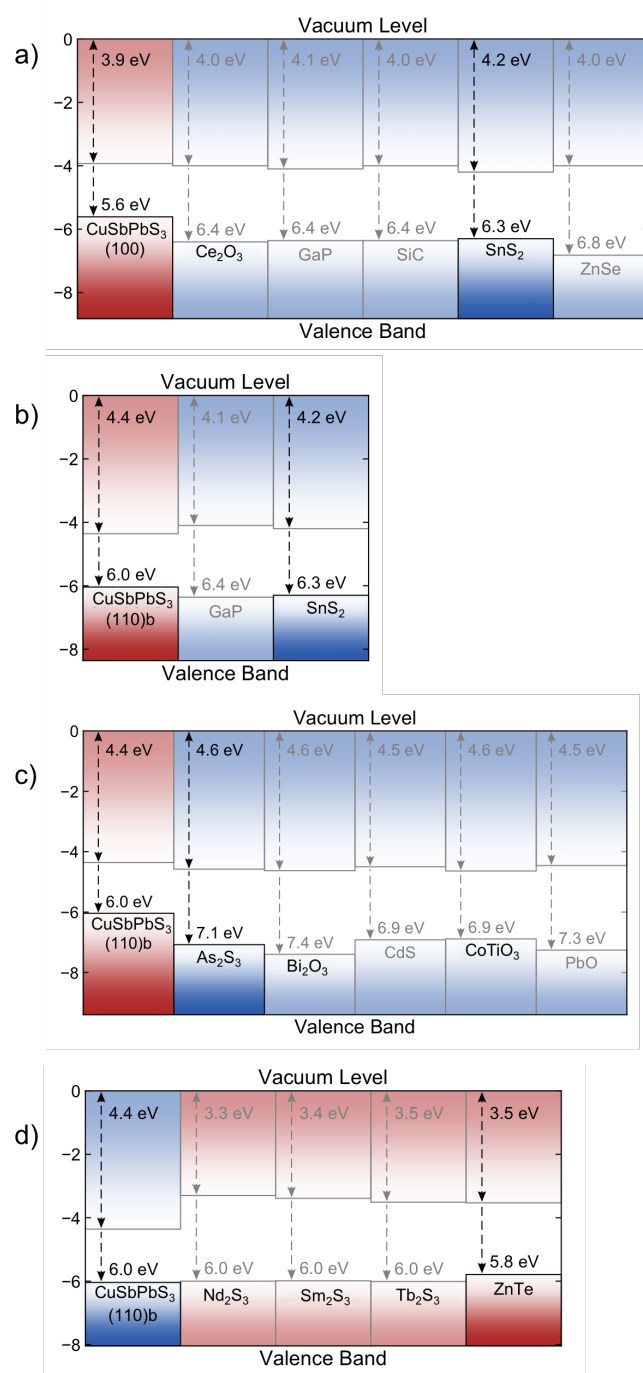 Vacuum Level
a)
0
3.9 eV
4.0 eV
4.1 eV
4.0 eV
4.2 eV
4.0 eV
−2
−4
5.6 eV
−6
CuSbPbS3
(100)
6.4 eV
Ce2O3
6.4 eV
GaP
6.4 eV
SiC
6.3 eV
SnS2
6.8 eV
ZnSe
−8
Valence Band
Vacuum Level
b)
0
4.4 eV
4.1 eV
4.2 eV
−2
−4
6.0 eV
−6
CuSbPbS3
(110)b
6.4 eV
GaP
6.3 eV
SnS2
−8
Valence Band
Vacuum Level
c)
0
4.4 eV
4.6 eV
4.6 eV
4.5 eV
4.6 eV
4.5 eV
−2
−4
6.0 eV
−6
CuSbPbS3
(110)b
7.1 eV
As2S3
7.4 eV
Bi2O3
6.9 eV
CdS
6.9 eV
CoTiO3
7.3 eV
PbO
−8
Valence Band
Vacuum Level
d)
0
4.4 eV
3.3 eV
3.4 eV
3.5 eV
3.5 eV
−2
−4
6.0 eV
6.0 eV
6.0 eV
6.0 eV
5.8 eV
−6
CuSbPbS3
(110)b
Nd2S3
Sm2S3
Tb2S3
ZnTe
−8
Valence Band